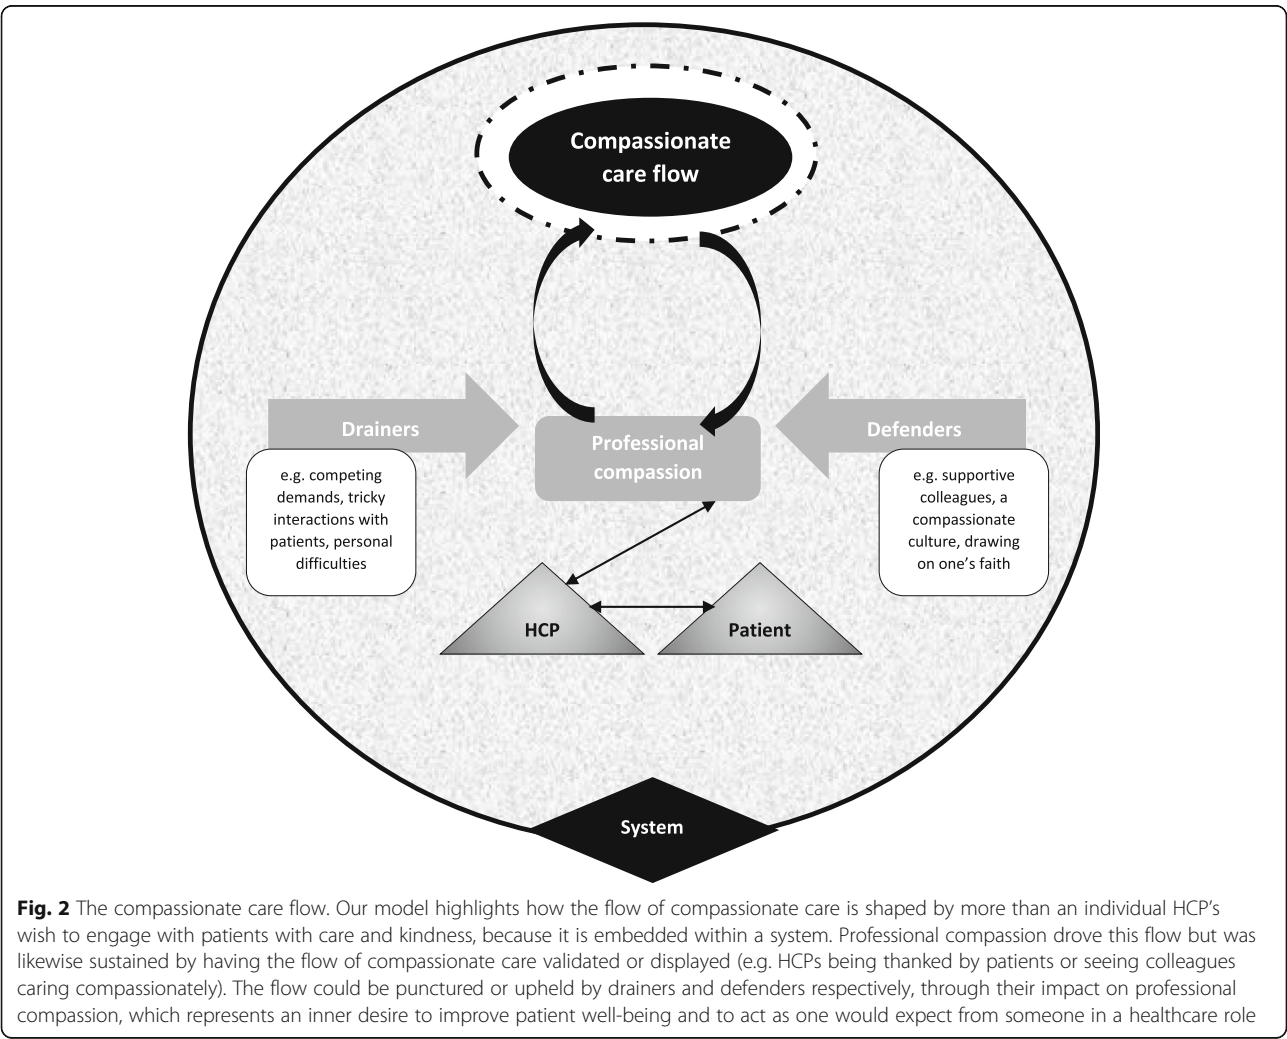 Compassionate
care flow
Drainers
Defenders
Professional
compassion
e.g. competing
demands, tricky
interactions with
patients, personal
difficulties
e.g. supportive
colleagues, a
compassionate
culture, drawing
on one’s faith
HCP
Patient
System
Fig. 2 The compassionate care flow. Our model highlights how the flow of compassionate care is shaped by more than an individual HCP’s
wish to engage with patients with care and kindness, because it is embedded within a system. Professional compassion drove this flow but was
likewise sustained by having the flow of compassionate care validated or displayed (e.g. HCPs being thanked by patients or seeing colleagues
caring compassionately). The flow could be punctured or upheld by drainers and defenders respectively, through their impact on professional
compassion, which represents an inner desire to improve patient well-being and to act as one would expect from someone in a healthcare role